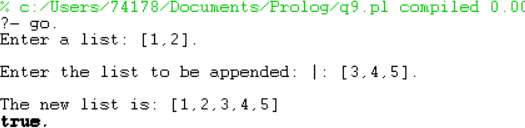 % c:/Users/74178/Documents/Prolog/q9.pl compiled 0.00
?- go.
Enter a list: [1,2].
Enter the list to be appended: |: [3,4,5].
The new list is: [1,2,3,4,5]
true.